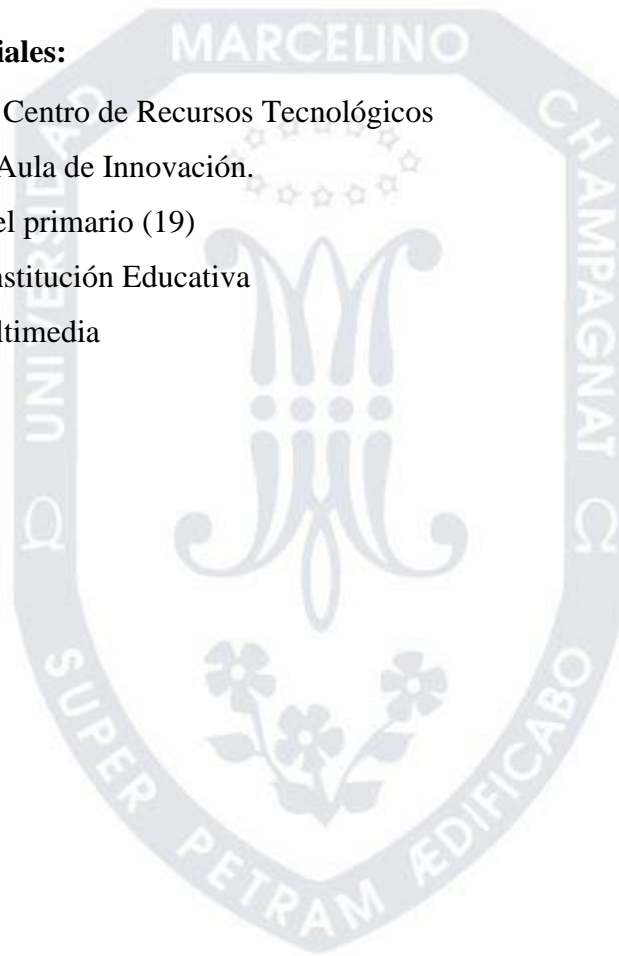 iales:
Centro de Recursos Tecnológicos
Aula de Innovación.
el primario (19)
nstitución Educativa
ltimedia
UNIVERSIDAD MARCELINO CHAMPAGNAT
Ω Ω
SUPER PETRAM ÆDIFICABO